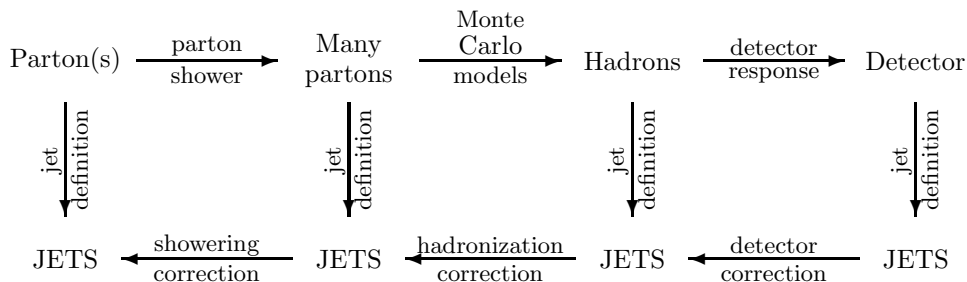 Parton(s)
parton
shower
Many
partons
Monte
Carlo
models
Hadrons
detector
response
Detector
jet
definition
jet
definition
jet
definition
jet
definition
JETS
showering
correction
JETS
hadronization
correction
JETS
detector
correction
JETS